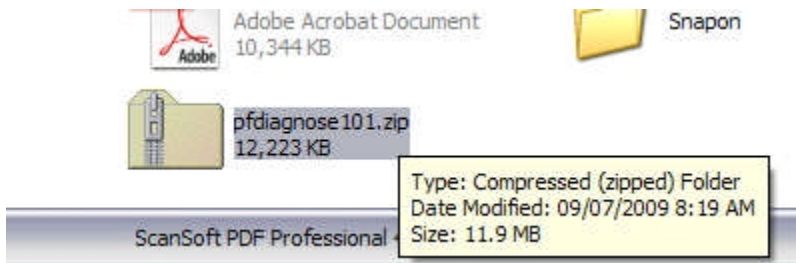 Adobe Acrobat Document
10,344 KB
Adobe
Snapon
pfdiagnose101.zip
12,223 KB
Type: Compressed (zipped) Folder
Date Modified: 09/07/2009 8:19 AM
Size: 11.9 MB
ScanSoft PDF Professional